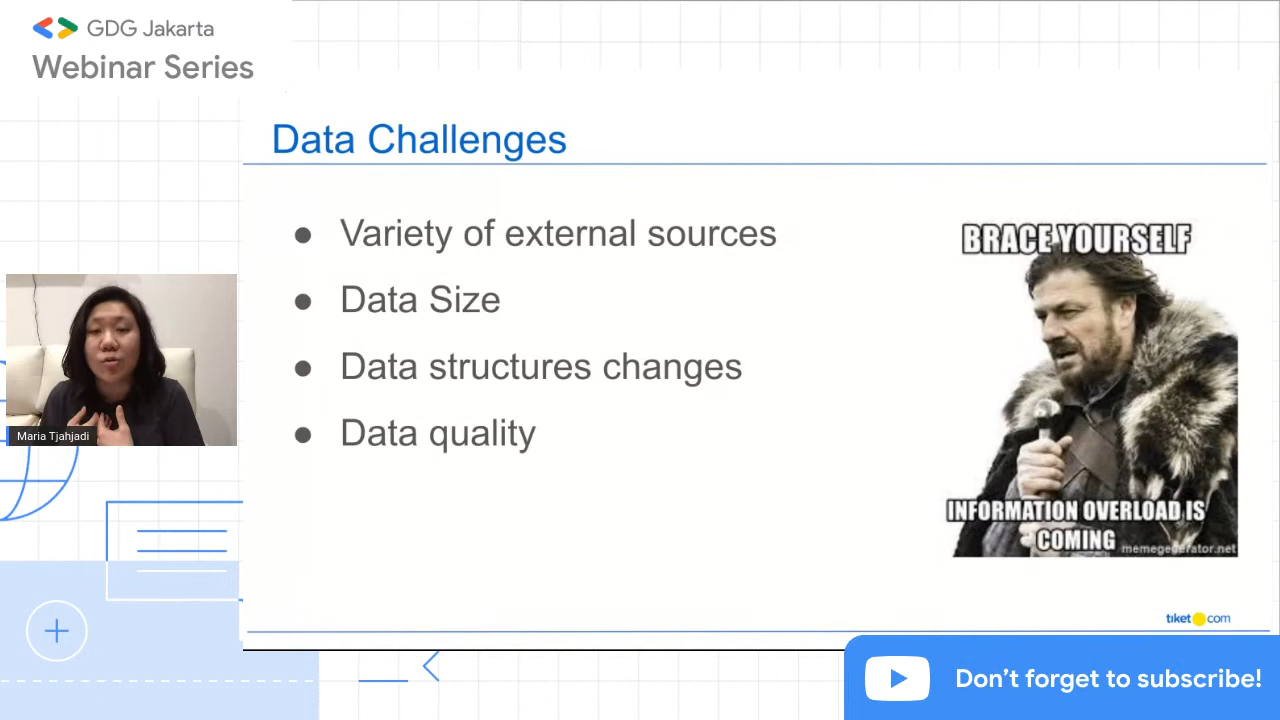 GDG Jakarta
Webinar Series
Data Challenges
● Variety of external sources
● Data Size
● Data structures changes
● Data quality
BRACE YOURSELF
INFORMATION OVERLOAD IS
COMING
memegenerator.net
Maria Tjahjadi
tiket com
Don't forget to subscribe!